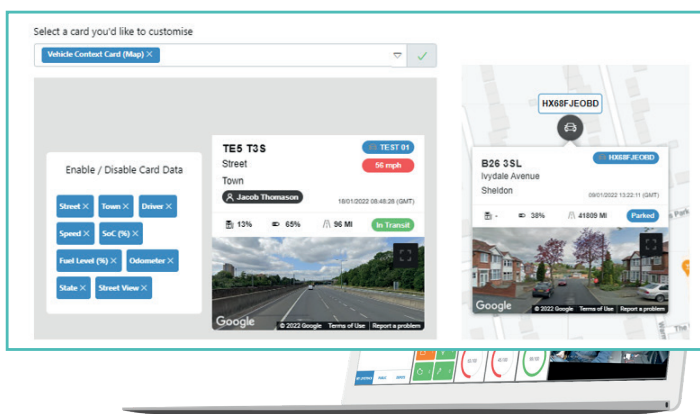 Select a card you'd like to customise
Vehicle Context Card (Map) ×
Enable / Disable Card Data
Street × Town × Driver ×
Speed × SoC (%) ×
Fuel Level (%) × Odometer ×
State × Street View ×
TE5 T3S
TEST 01
Street
56 mph
Town
Jacob Thomason
18/01/2022 08:48:28 (GMT)
13% 65% 96 MI In Transit
Google
© 2022 Google Terms of Use Report a problem
HX68FJEOBD
B26 3SL
HX68FJEOBD
Ivydale Avenue
Sheldon
09/01/2022 13:22:11 (GMT)
- 38% 41809 MI Parked
Google
© 2022 Google Terms of Use Report a problem
Park
The